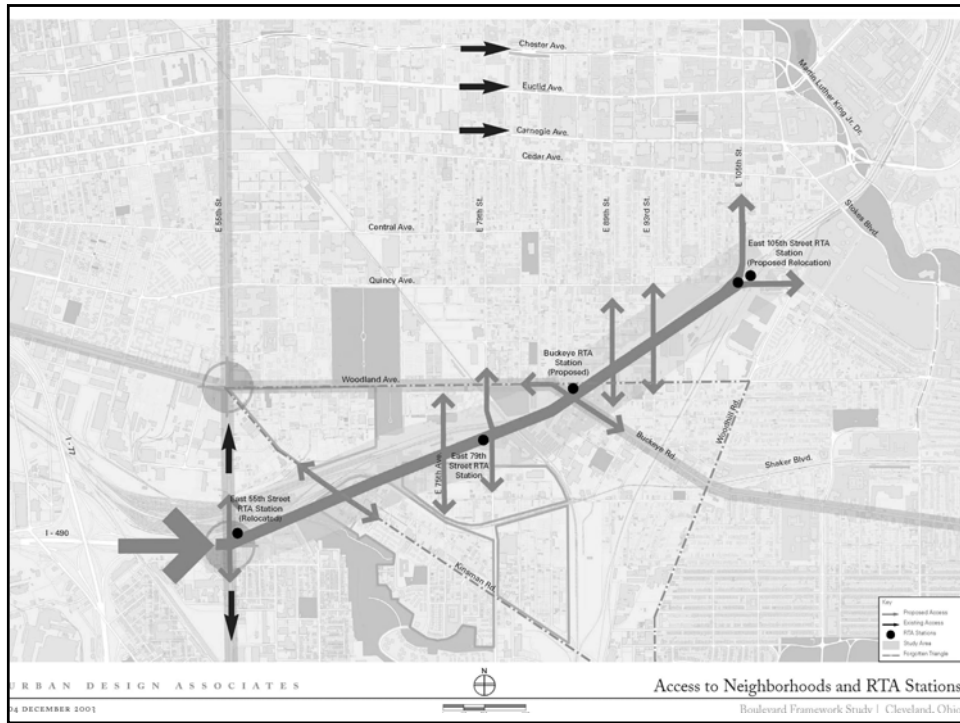 Chester Ave.
Euclid Ave.
Carnegie Ave.
Cedar Ave.
Martin Luther King Jr. Dr.
E 105th St.
Stokes Blvd.
E 55th St.
E 79th St.
E 89th St.
E 93rd St.
Central Ave.
Quincy Ave.
East 105th Street RTA
Station
(Proposed Relocation)
Buckeye RTA
Station
(Proposed)
Woodland Ave.
Woodhill Rd.
Buckeye Rd.
Shaker Blvd.
I - 77
E 75th Ave.
East 79th
Street RTA
Station
East 55th Street
RTA Station
(Relocated)
I - 490
Kinsman Rd.
Key
Proposed Access
Existing Access
RTA Stations
Study Area
Forgotten Triangle
URBAN DESIGN ASSOCIATES
N
Access to Neighborhoods and RTA Stations
04 DECEMBER 2003
Boulevard Framework Study | Cleveland, Ohio